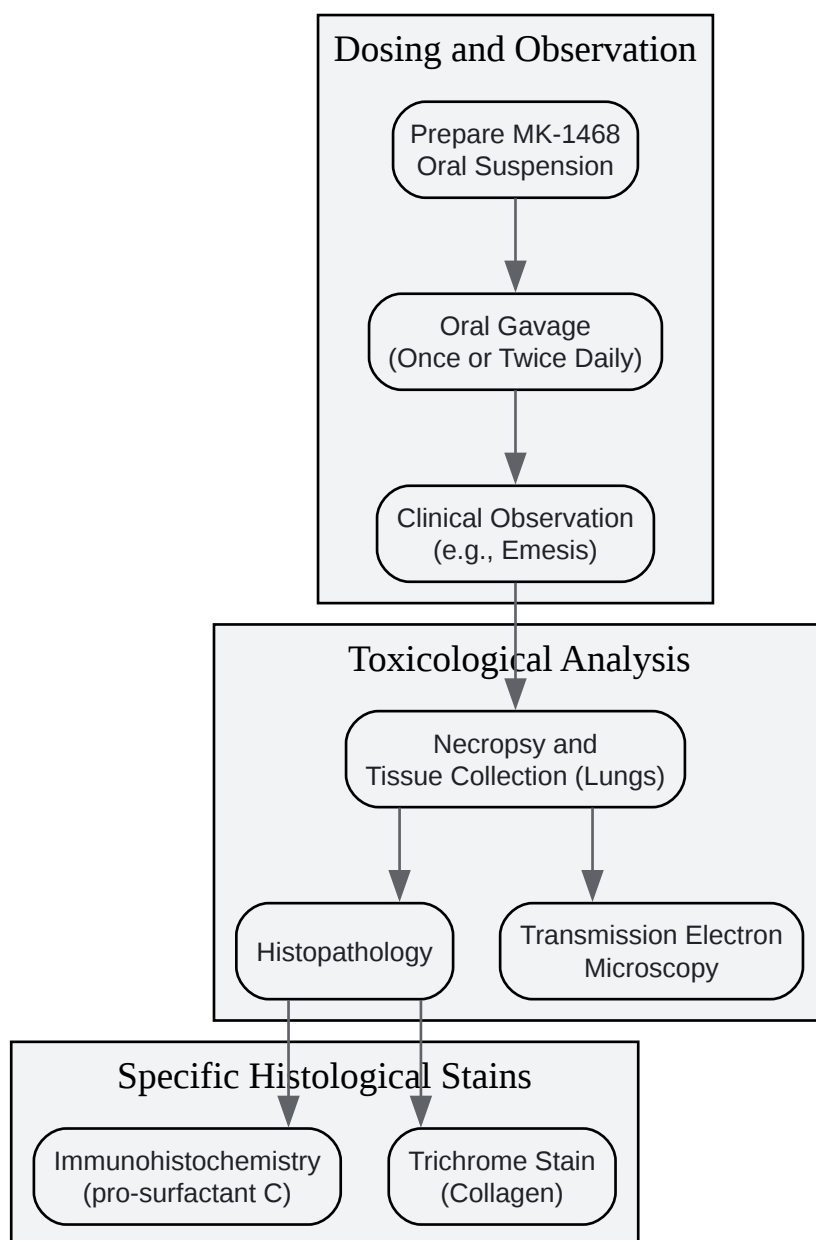 Dosing and Observation
Prepare MK-1468
Oral Suspension
Oral Gavage
(Once or Twice Daily)
Clinical Observation
(e.g., Emesis)
Toxicological Analysis
Necropsy and
Tissue Collection (Lungs)
Histopathology
Transmission Electron
Microscopy
Specific Histological Stains
Immunohistochemistry
(pro-surfactant C)
Trichrome Stain
(Collagen)